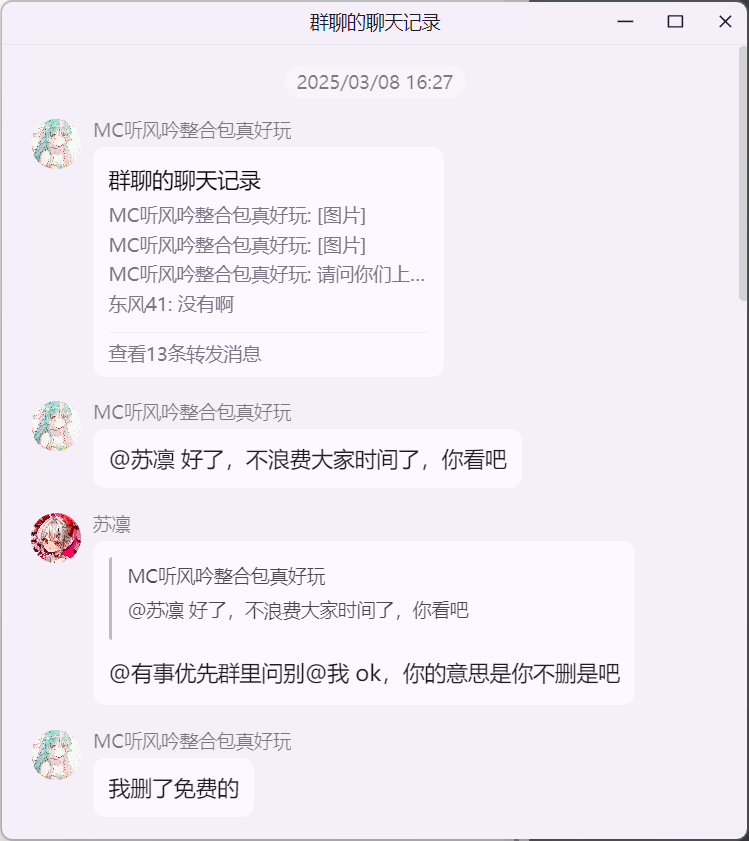 群聊的聊天记录
2025/03/08 16:27
MC听风吟整合包真好玩
群聊的聊天记录
MC听风吟整合包真好玩: [图片]
MC听风吟整合包真好玩: [图片]
MC听风吟整合包真好玩: 请问你们上...
东风41: 没有啊
查看13条转发消息
MC听风吟整合包真好玩
@苏凛 好了，不浪费大家时间了，你看吧
苏凛
MC听风吟整合包真好玩
@苏凛 好了，不浪费大家时间了，你看吧
@有事优先群里问别@我 ok，你的意思是你不删是吧
MC听风吟整合包真好玩
我删了免费的